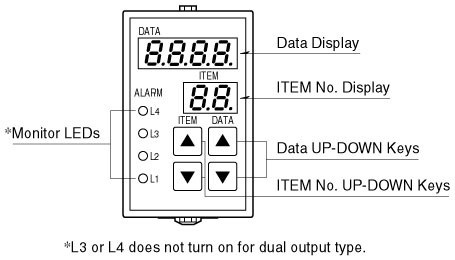 DATA
8.8.8.8.
Data Display
ITEM
8.8.
ITEM No. Display
ALARM
L4
ITEM DATA
*Monitor LEDs
L3
Data UP-DOWN Keys
L2
L1
ITEM No. UP-DOWN Keys
*L3 or L4 does not turn on for dual output type.